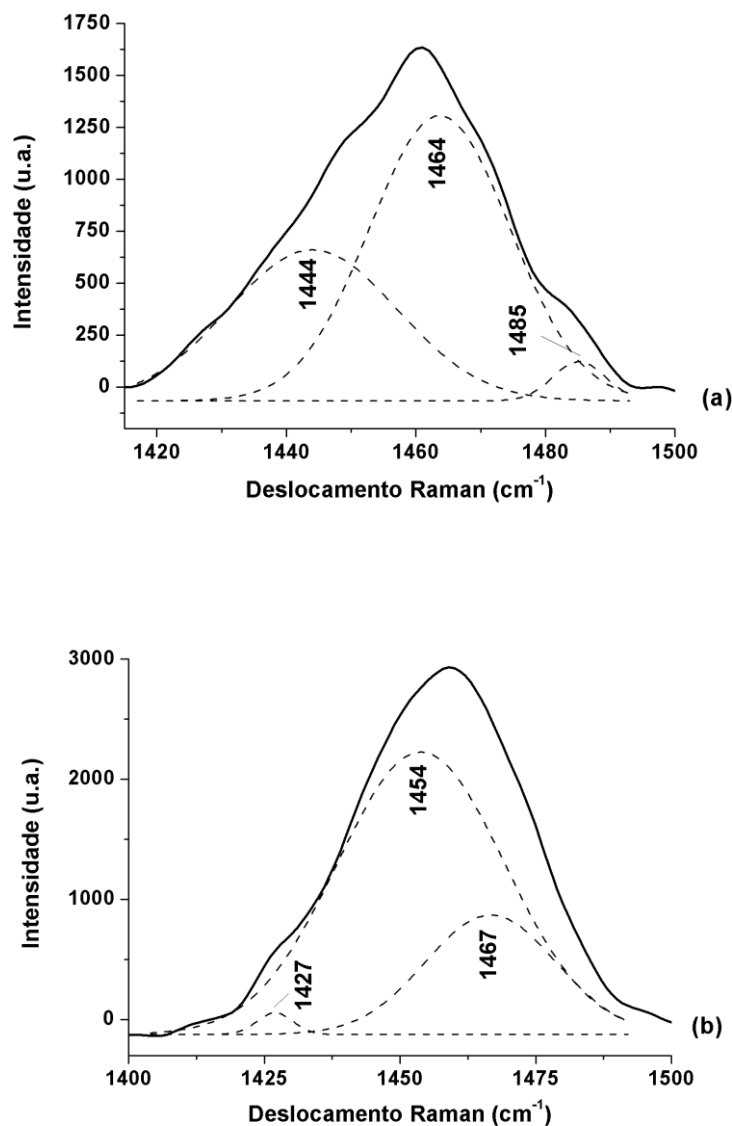 1750
1500
1250
1000
750
500
250
0
Intensidade (u.a.)
1444
1464
1485
(a)
1420 1440 1460 1480 1500
Deslocamento Raman (cm⁻¹)
3000
2000
1000
0
Intensidade (u.a.)
1427
1454
1467
(b)
1400 1425 1450 1475 1500
Deslocamento Raman (cm⁻¹)